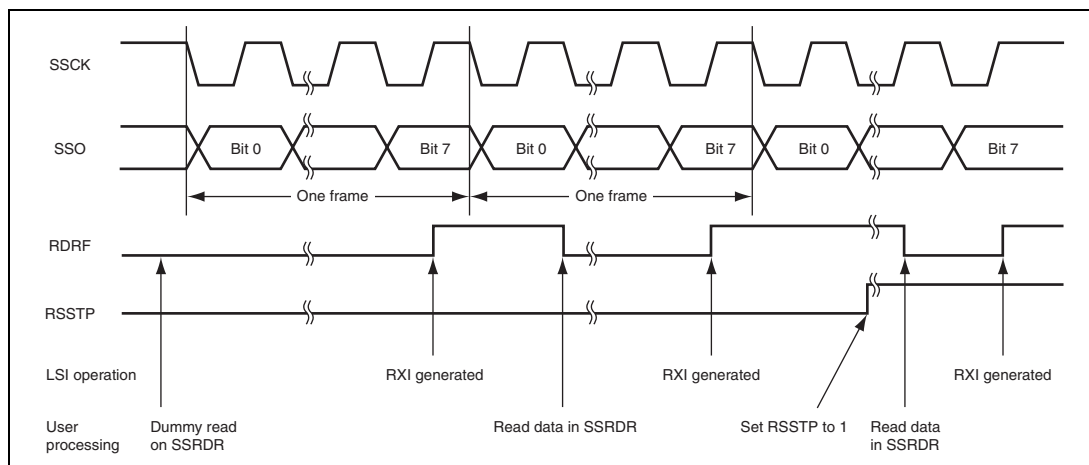 SSCK
SSO
Bit 0
Bit 7
Bit 0
Bit 7
Bit 0
Bit 7
One frame
One frame
RDRF
RSSTP
LSI operation
RXI generated
RXI generated
RXI generated
User
processing
Dummy read
on SSRDR
Read data in SSRDR
Set RSSTP to 1
Read data
in SSRDR